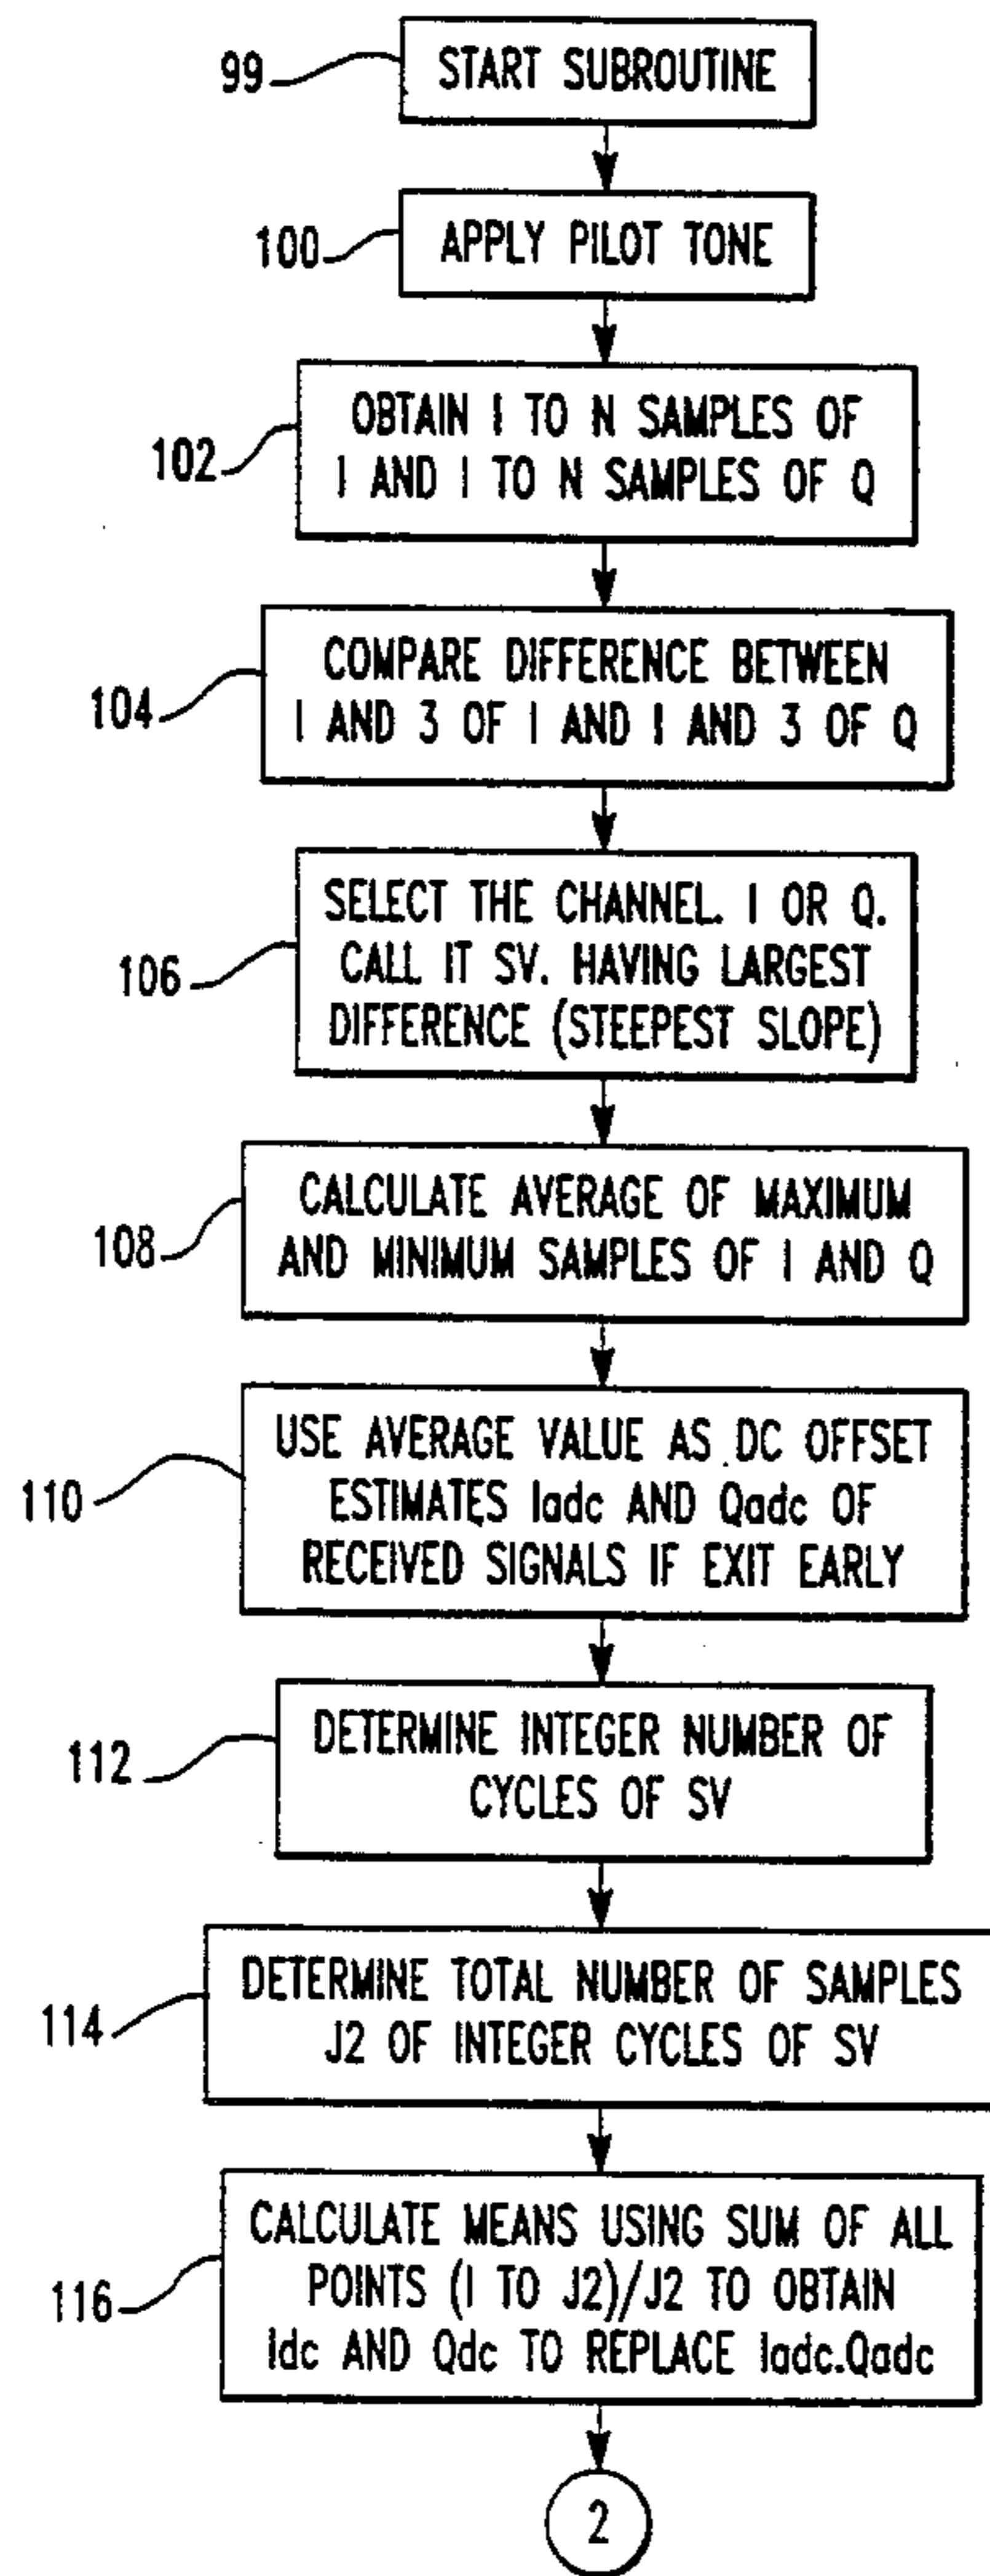 99
START SUBROUTINE
100
APPLY PILOT TONE
102
OBTAIN 1 TO N SAMPLES OF
I AND 1 TO N SAMPLES OF Q
104
COMPARE DIFFERENCE BETWEEN
1 AND 3 OF I AND 1 AND 3 OF Q
106
SELECT THE CHANNEL. I OR Q.
CALL IT SV. HAVING LARGEST
DIFFERENCE (STEEPEST SLOPE)
108
CALCULATE AVERAGE OF MAXIMUM
AND MINIMUM SAMPLES OF I AND Q
110
USE AVERAGE VALUE AS DC OFFSET
ESTIMATES Iadc AND Qadc OF
RECEIVED SIGNALS IF EXIT EARLY
112
DETERMINE INTEGER NUMBER OF
CYCLES OF SV
114
DETERMINE TOTAL NUMBER OF SAMPLES
J2 OF INTEGER CYCLES OF SV
116
CALCULATE MEANS USING SUM OF ALL
POINTS (1 TO J2)/J2 TO OBTAIN
Idc AND Qdc TO REPLACE Iadc.Qadc
2